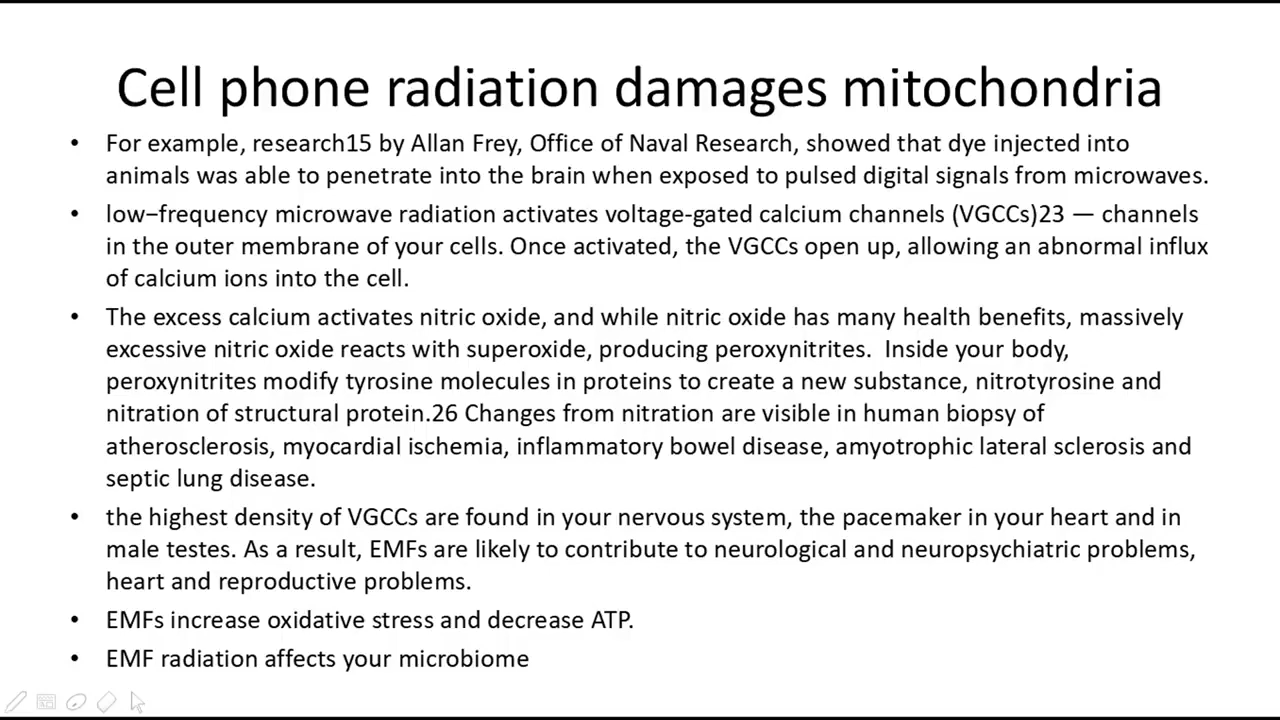 Cell phone radiation damages mitochondria
• For example, research15 by Allan Frey, Office of Naval Research, showed that dye injected into
animals was able to penetrate into the brain when exposed to pulsed digital signals from microwaves.
• low−frequency microwave radiation activates voltage-gated calcium channels (VGCCs)23 — channels
in the outer membrane of your cells. Once activated, the VGCCs open up, allowing an abnormal influx
of calcium ions into the cell.
• The excess calcium activates nitric oxide, and while nitric oxide has many health benefits, massively
excessive nitric oxide reacts with superoxide, producing peroxynitrites.  Inside your body,
peroxynitrites modify tyrosine molecules in proteins to create a new substance, nitrotyrosine and
nitration of structural protein.26 Changes from nitration are visible in human biopsy of
atherosclerosis, myocardial ischemia, inflammatory bowel disease, amyotrophic lateral sclerosis and
septic lung disease.
• the highest density of VGCCs are found in your nervous system, the pacemaker in your heart and in
male testes. As a result, EMFs are likely to contribute to neurological and neuropsychiatric problems,
heart and reproductive problems.
• EMFs increase oxidative stress and decrease ATP.
• EMF radiation affects your microbiome